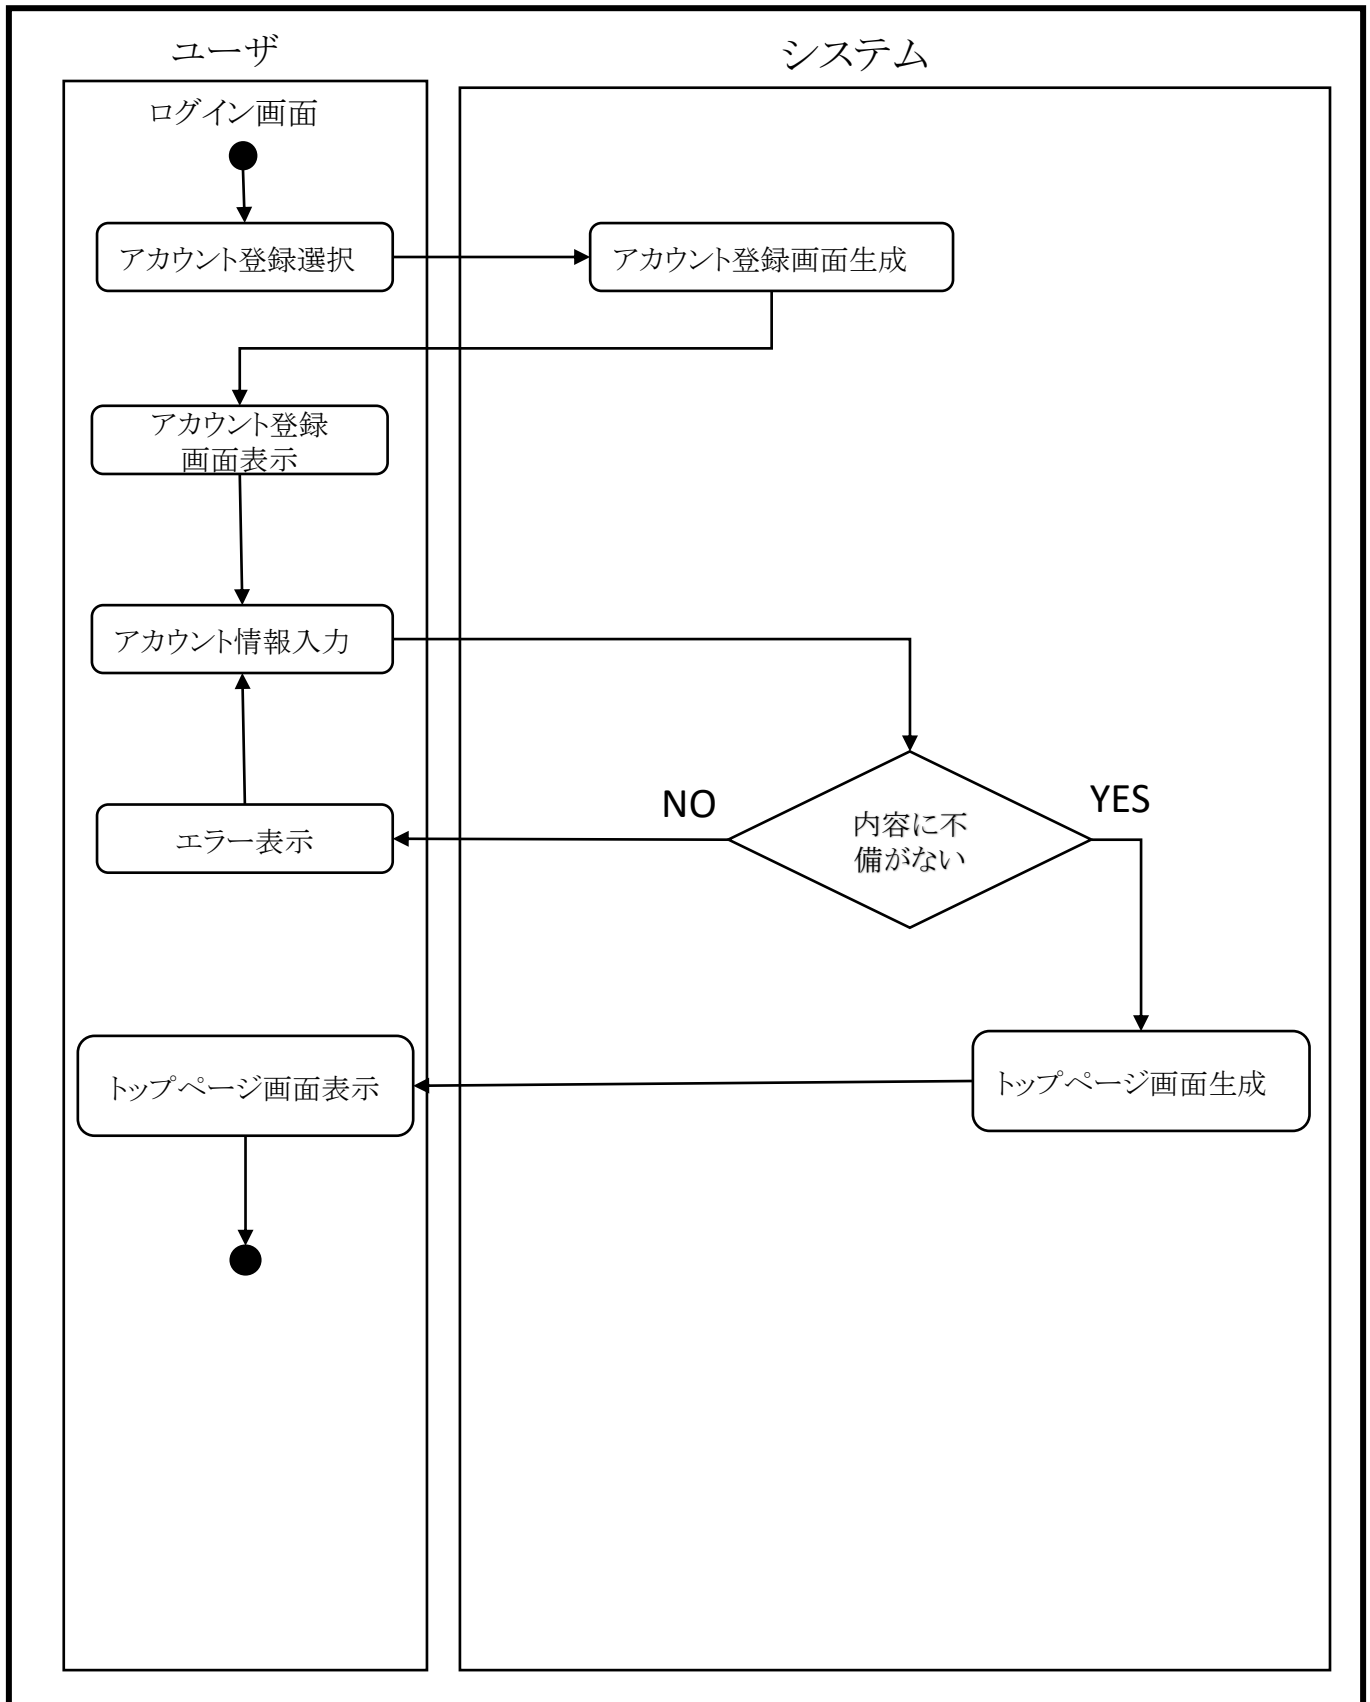 ユーザ
システム
ログイン画面
アカウント登録選択
アカウント登録画面生成
アカウント登録
画面表示
アカウント情報入力
NO
YES
内容に不
備がない
エラー表示
トップページ画面表示
トップページ画面生成